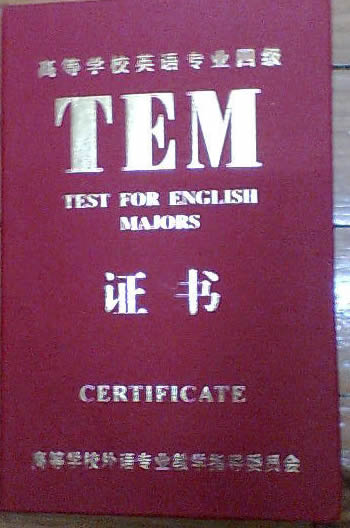 高等学校英语专业四级
TEM
TEST FOR ENGLISH
MAJORS
证书
CERTIFICATE
高等学校外语专业教学指导委员会